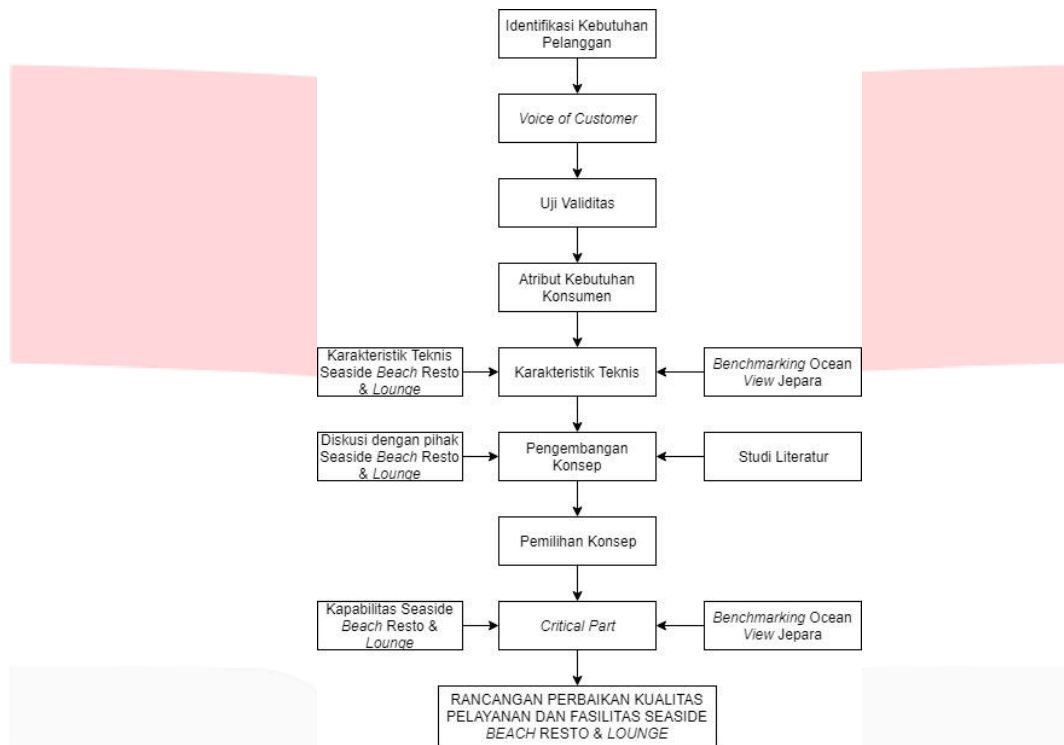 Identifikasi Kebutuhan
Pelanggan
Voice of Customer
Uji Validitas
Atribut Kebutuhan
Konsumen
Karakteristik Teknis
Seaside Beach Resto
& Lounge
Karakteristik Teknis
Benchmarking Ocean
View Jepara
Diskusi dengan pihak
Seaside Beach Resto
& Lounge
Pengembangan
Konsep
Studi Literatur
Pemilihan Konsep
Kapabilitas Seaside
Beach Resto &
Lounge
Critical Part
Benchmarking Ocean
View Jepara
RANCANGAN PERBAIKAN KUALITAS
PELAYANAN DAN FASILITAS SEASIDE
BEACH RESTO & LOUNGE